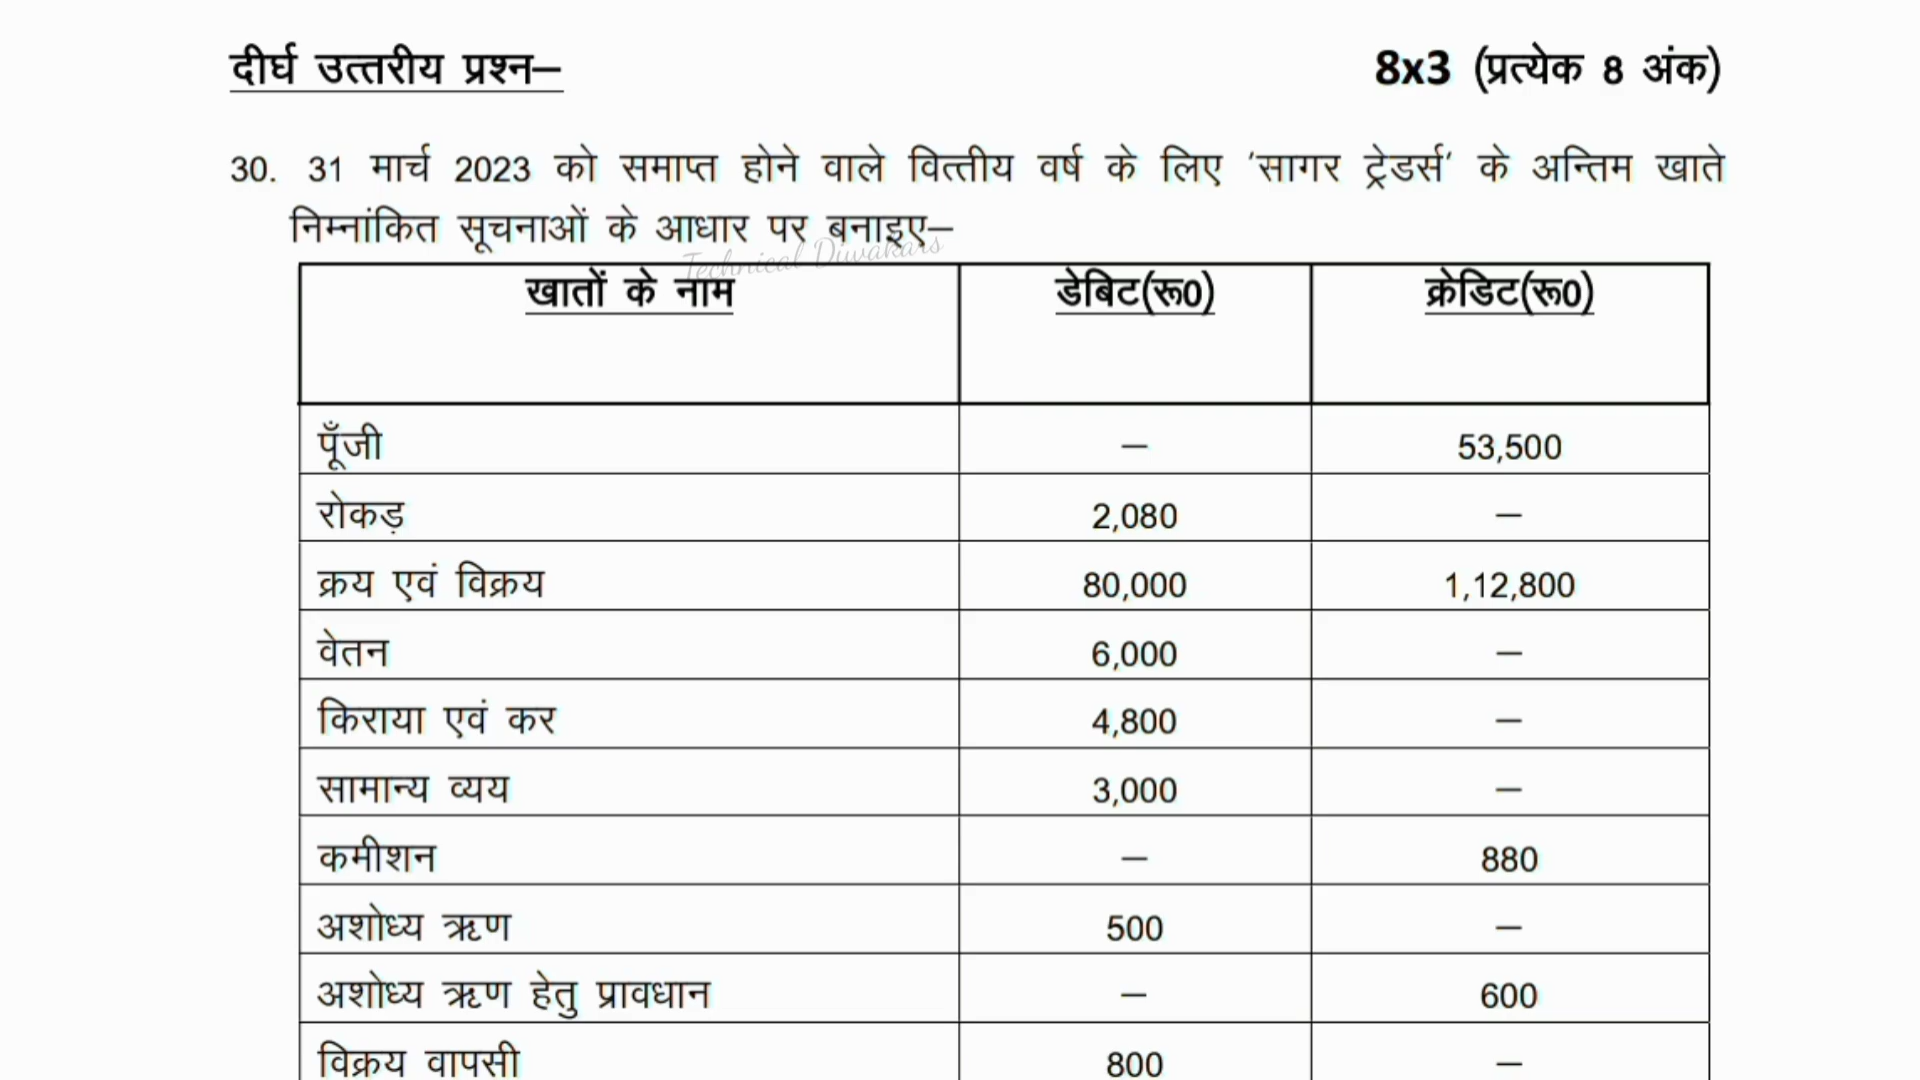 दीर्घ उत्तरीय प्रश्न– 8x3 (प्रत्येक 8 अंक)
30. 31 मार्च 2023 को समाप्त होने वाले वित्तीय वर्ष के लिए 'सागर ट्रेडर्स' के अन्तिम खाते
निम्नांकित सूचनाओं के आधार पर बनाइए–
Technical Diwakars
खातों के नाम डेबिट(रू0) क्रेडिट(रू0)
पूँजी – 53,500
रोकड़ 2,080 –
क्रय एवं विक्रय 80,000 1,12,800
वेतन 6,000 –
किराया एवं कर 4,800 –
सामान्य व्यय 3,000 –
कमीशन – 880
अशोध्य ऋण 500 –
अशोध्य ऋण हेतु प्रावधान – 600
विक्रय वापसी 800 –